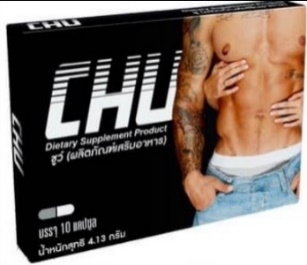 CHU
Dietary Supplement Product
ชูว์ (ผลิตภัณฑ์เสริมอาหาร)
บรรจุ 10 แคปซูล
น้ำหนักสุทธิ 4.13 กรัม
CHU